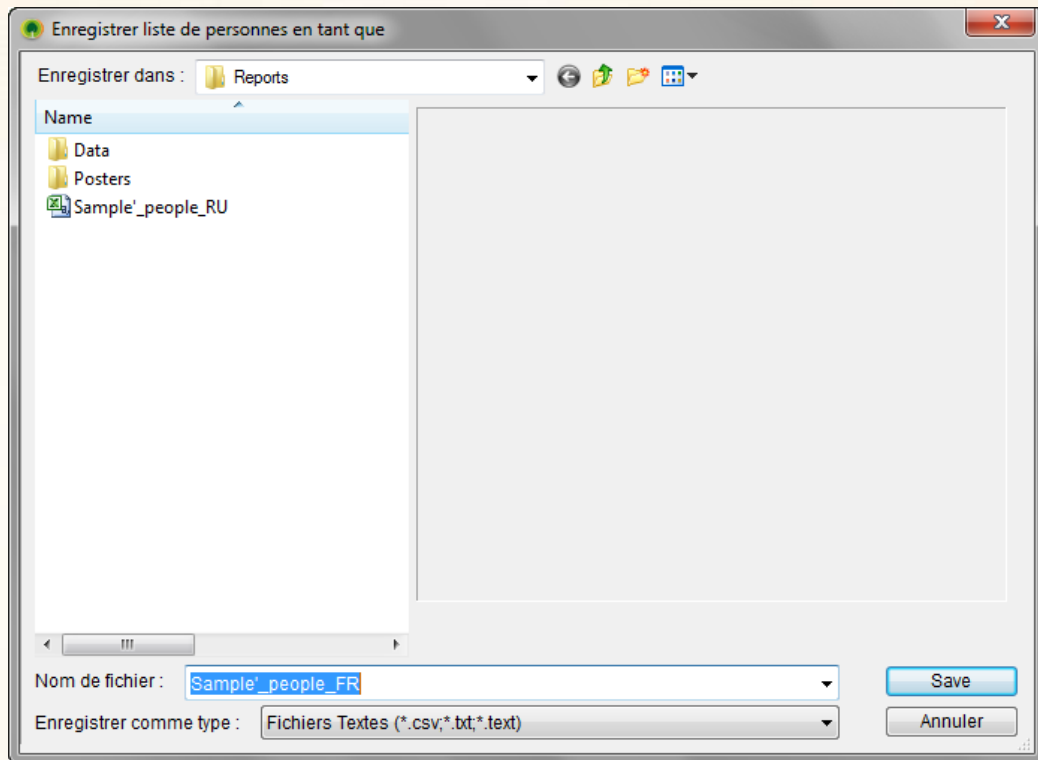 Enregistrer liste de personnes en tant que
Enregistrer dans : Reports
Name
Data
Posters
Sample'_people_RU
Nom de fichier : Sample'_people_FR Save
Enregistrer comme type : Fichiers Textes (*.csv;*.txt;*.text) Annuler